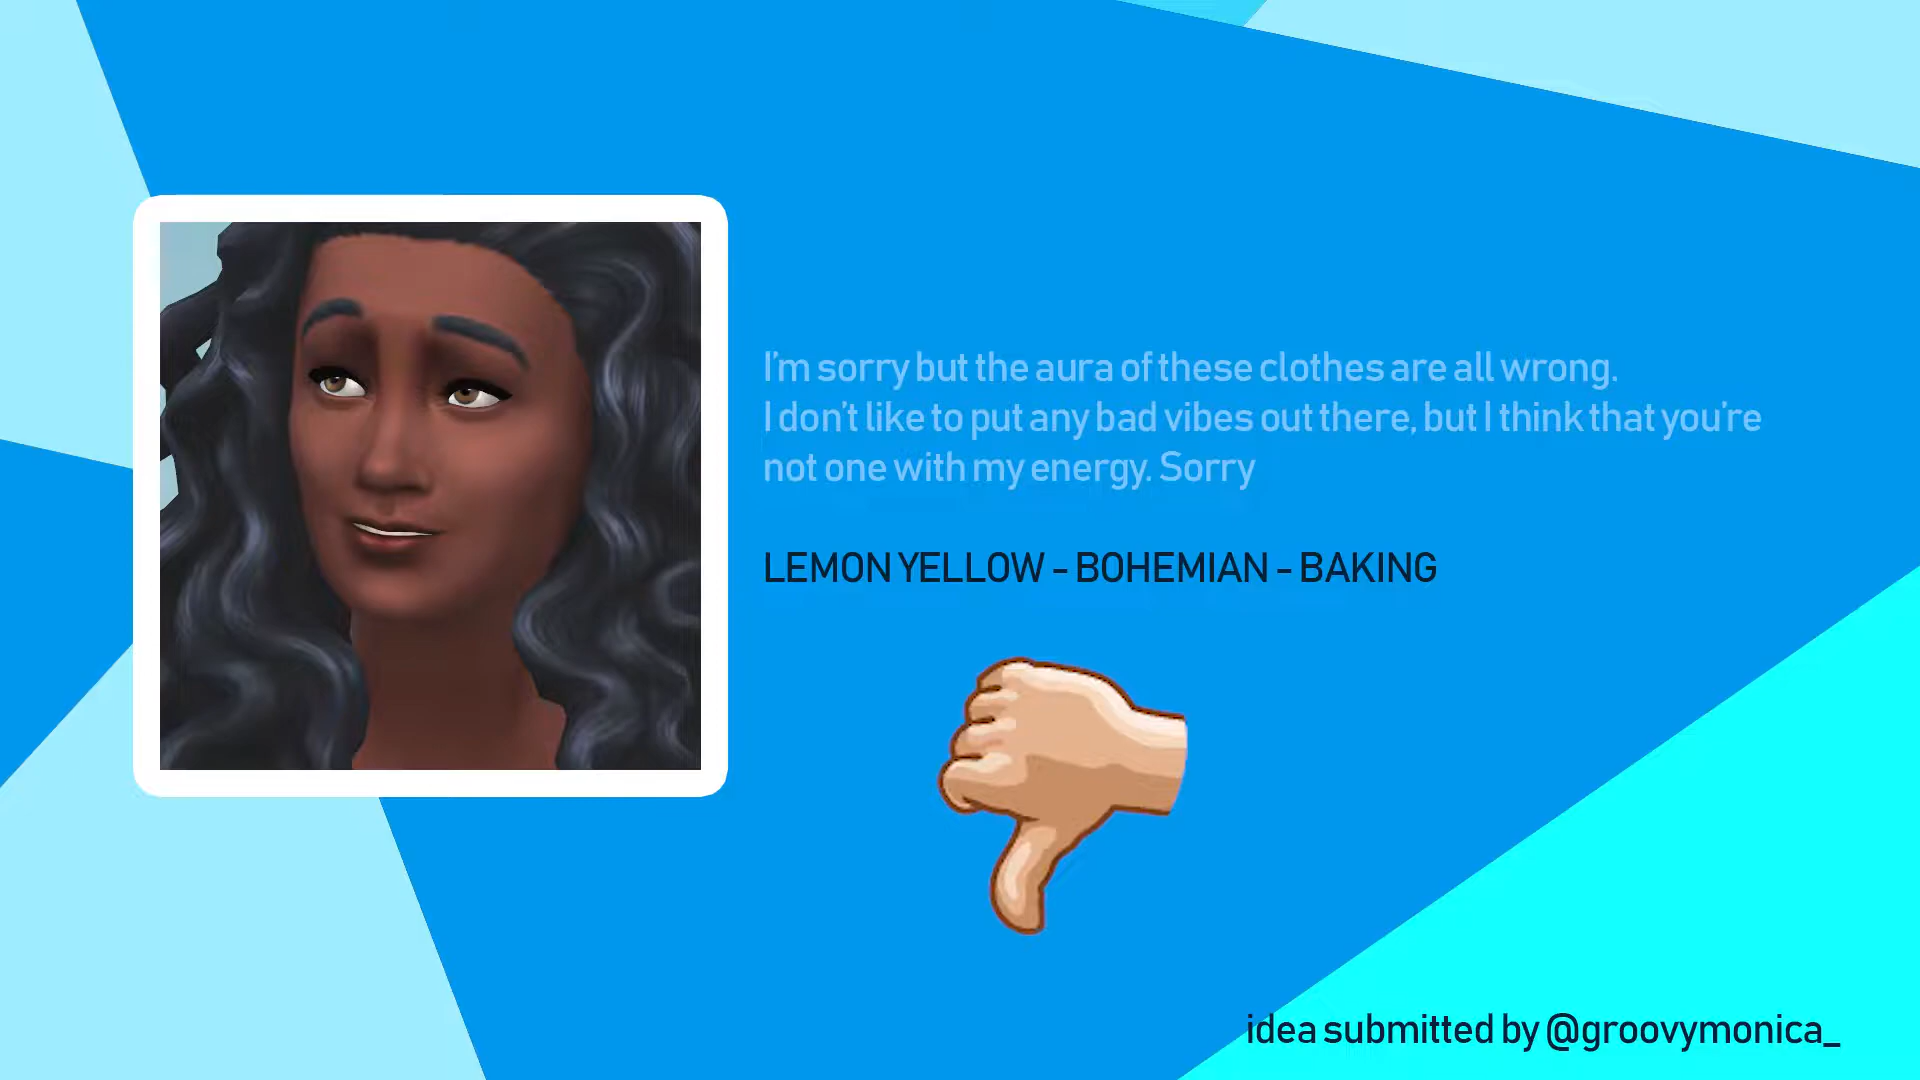 I'm sorry but the aura of these clothes are all wrong.
I don't like to put any bad vibes out there, but I think that you're
not one with my energy. Sorry
LEMON YELLOW - BOHEMIAN - BAKING
idea submitted by @groovymonica_